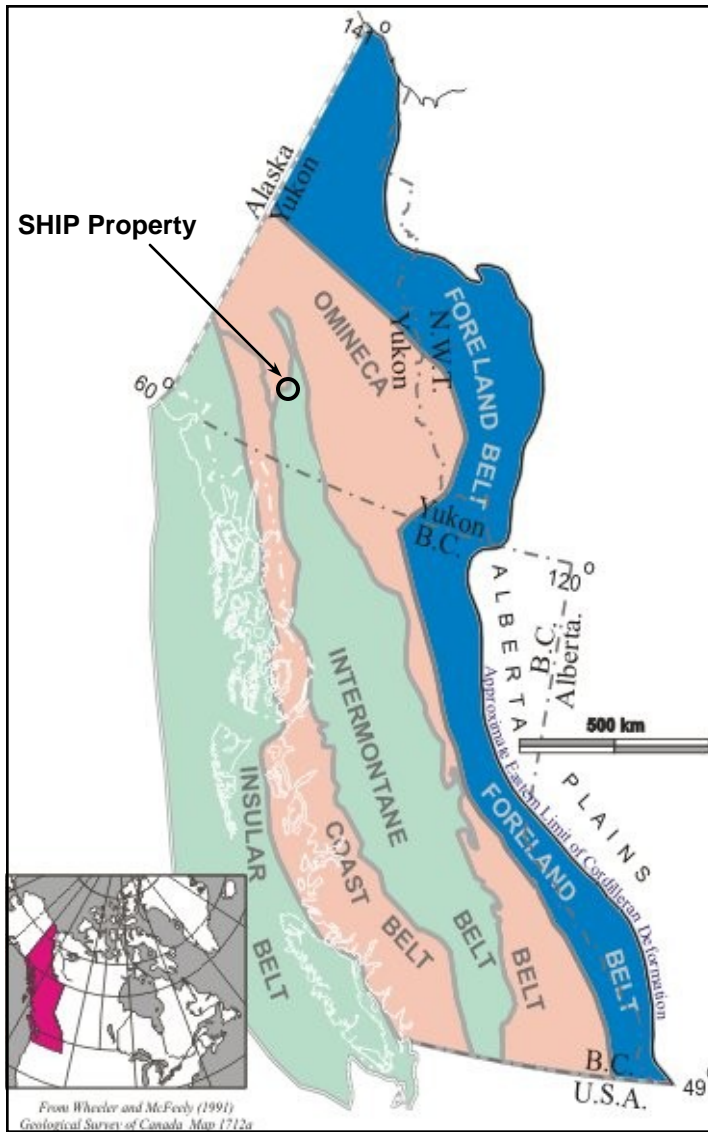 141°
Alaska
Yukon
SHIP Property
OMINECA
Yukon
N.W.T.
FORELAND BELT
60°
Yukon
B.C.
120°
ALBERTA PLAINS
B.C.
Alberta.
Approximate Eastern Limit of Cordilleran Deformation
500 km
INTERMONTANE
BELT
INSULAR
BELT
COAST
BELT
FORELAND
BELT
BELT
B.C.
U.S.A.
49°
From Wheeler and McFeely (1991)
Geological Survey of Canada Map 1712a